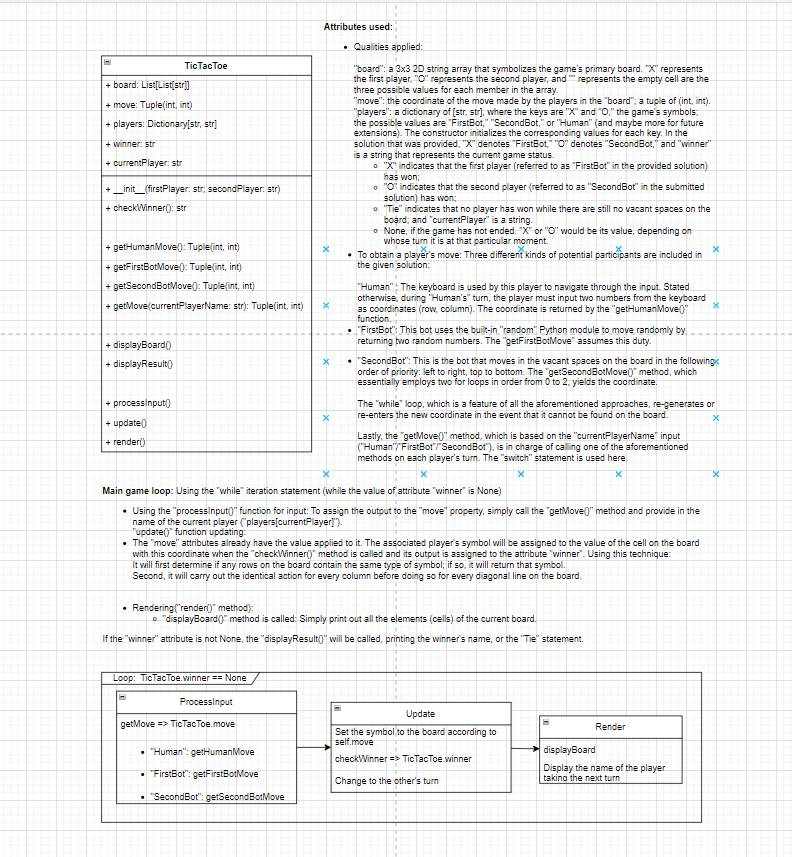 Attributes used:
• Qualities applied:
"board": a 3x3 2D string array that symbolizes the game's primary board. "X" represents
the first player, "O" represents the second player, and "" represents the empty cell are the
three possible values for each member in the array.
"move": the coordinate of the move made by the players in the "board"; a tuple of (int, int).
"players": a dictionary of [str, str], where the keys are "X" and "O," the game's symbols;
the possible values are "FirstBot," "SecondBot," or "Human" (and maybe more for future
extensions). The constructor initializes the corresponding values for each key. In the
solution that was provided, "X" denotes "FirstBot," "O" denotes "SecondBot," and "winner"
is a string that represents the current game status.
○ "X" indicates that the first player (referred to as "FirstBot" in the provided solution)
has won;
○ "O" indicates that the second player (referred to as "SecondBot" in the submitted
solution) has won;
○ "Tie" indicates that no player has won while there are still no vacant spaces on the
board; and "currentPlayer" is a string.
○ None, if the game has not ended. "X" or "O" would be its value, depending on
whose turn it is at that particular moment.
• To obtain a player's move: Three different kinds of potential participants are included in
the given solution:
"Human" : The keyboard is used by this player to navigate through the input. Stated
otherwise, during "Human's" turn, the player must input two numbers from the keyboard
as coordinates (row, column). The coordinate is returned by the "getHumanMove()"
function.
• "FirstBot": This bot uses the built-in "random" Python module to move randomly by
returning two random numbers. The "getFirstBotMove" assumes this duty.
• "SecondBot": This is the bot that moves in the vacant spaces on the board in the following
order of priority: left to right, top to bottom. The "getSecondBotMove()" method, which
essentially employs two for loops in order from 0 to 2, yields the coordinate.
The "while" loop, which is a feature of all the aforementioned approaches, re-generates or
re-enters the new coordinate in the event that it cannot be found on the board.
Lastly, the "getMove()" method, which is based on the "currentPlayerName" input
("Human"/"FirstBot"/"SecondBot"), is in charge of calling one of the aforementioned
methods on each player's turn. The "switch" statement is used here.
TicTacToe
+ board: List[List[str]]
+ move: Tuple(int, int)
+ players: Dictionary[str, str]
+ winner: str
+ currentPlayer: str
+ __init__(firstPlayer: str; secondPlayer: str)
+ checkWinner(): str
+ getHumanMove(): Tuple(int, int)
+ getFirstBotMove(): Tuple(int, int)
+ getSecondBotMove(): Tuple(int, int)
+ getMove(currentPlayerName: str): Tuple(int, int)
+ displayBoard()
+ displayResult()
+ processInput()
+ update()
+ render()
Main game loop: Using the "while" iteration statement (while the value of attribute "winner" is None)
• Using the "processInput()" function for input: To assign the output to the "move" property, simply call the "getMove()" method and provide in the
name of the current player ("players[currentPlayer]").
"update()" function updating:
• The "move" attributes already have the value applied to it. The associated player's symbol will be assigned to the value of the cell on the board
with this coordinate when the "checkWinner()" method is called and its output is assigned to the attribute "winner". Using this technique:
It will first determine if any rows on the board contain the same type of symbol; if so, it will return that symbol.
Second, it will carry out the identical action for every column before doing so for every diagonal line on the board.
• Rendering("render()" method):
○ "displayBoard()" method is called: Simply print out all the elements (cells) of the current board.
If the "winner" attribute is not None, the "displayResult()" will be called, printing the winner's name, or the "Tie" statement.
Loop: TicTacToe.winner == None
ProcessInput
getMove => TicTacToe.move
• "Human": getHumanMove
• "FirstBot": getFirstBotMove
• "SecondBot": getSecondBotMove
Update
Set the symbol to the board according to
self.move
checkWinner => TicTacToe.winner
Change to the other's turn
Render
displayBoard
Display the name of the player
taking the next turn